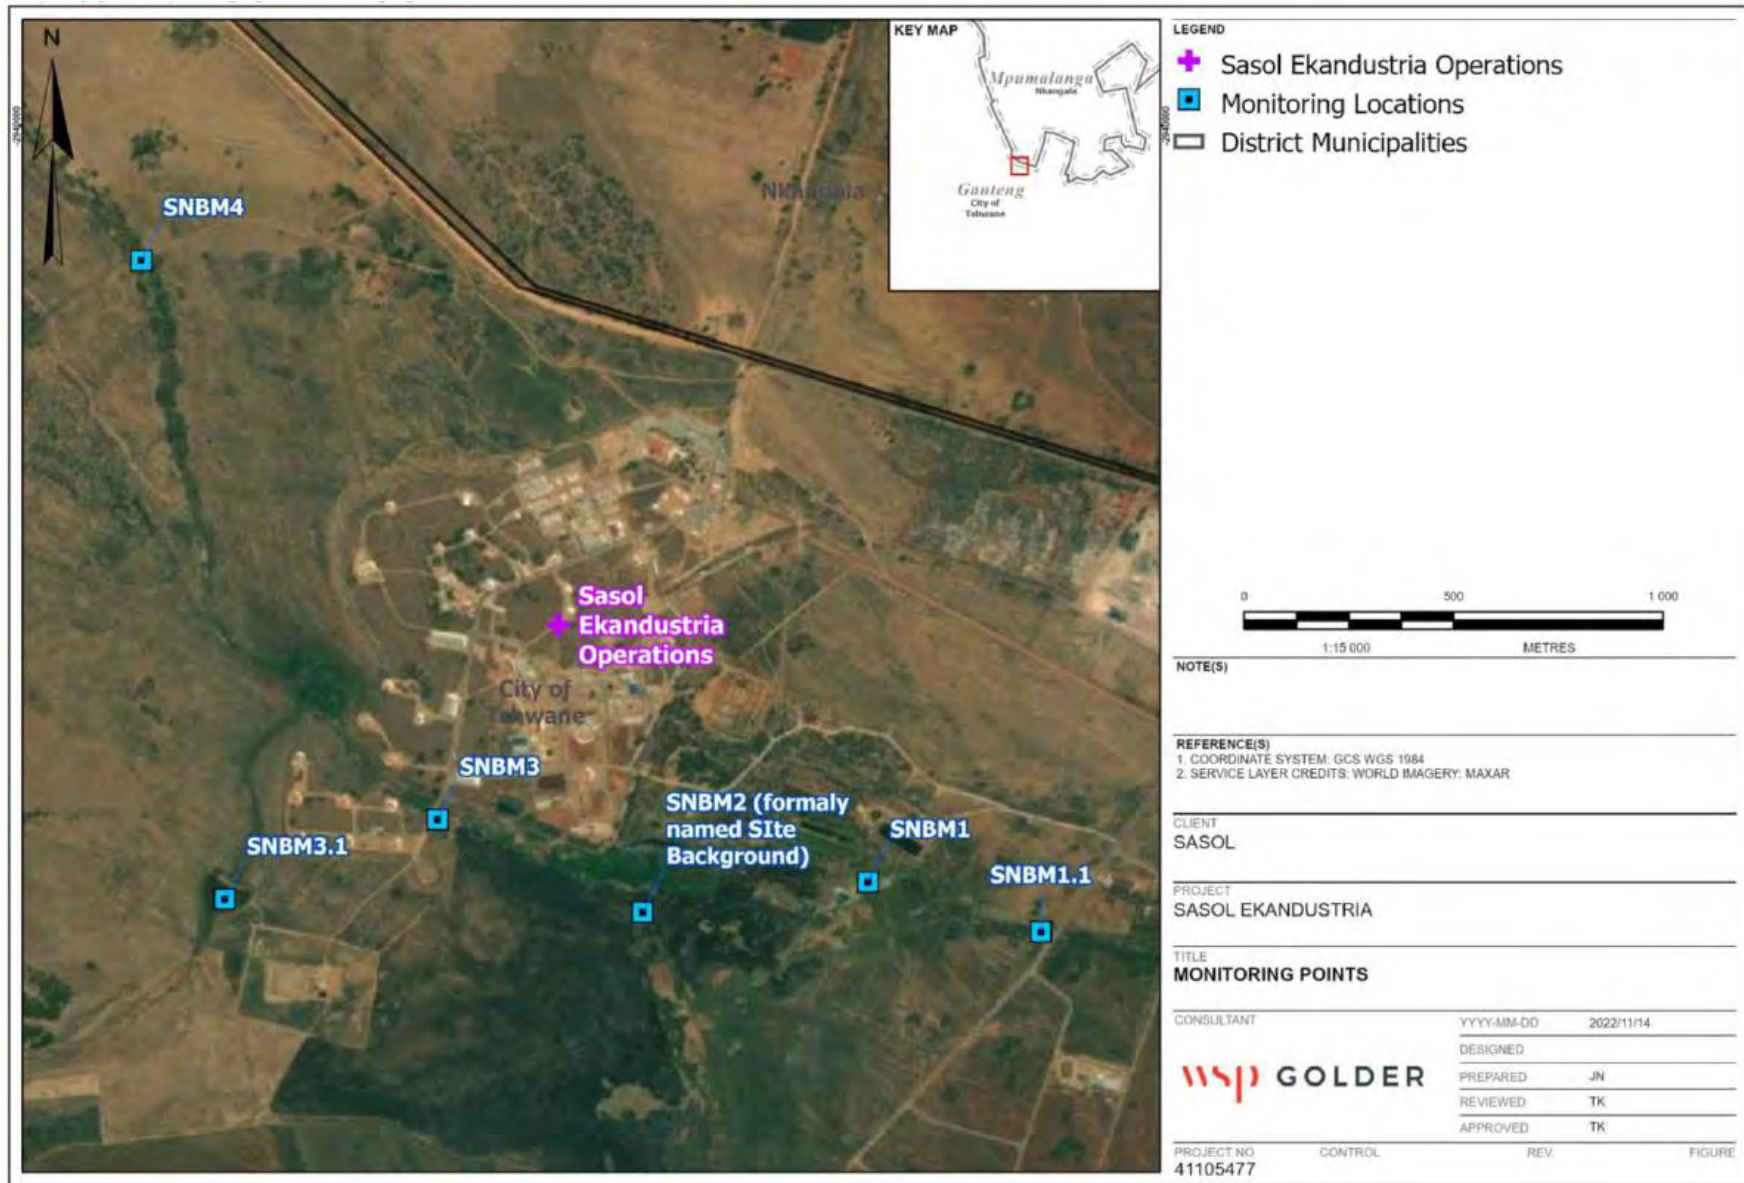 N
-2940000
SNBM4
Nkangala
KEY MAP
Mpumalanga
Nkangala
Gauteng
City of
Tshwane
-2940000
Sasol
Ekandustria
Operations
City of
Tshwane
SNBM3
SNBM3.1
SNBM2 (formaly
named SIte
Background)
SNBM1
SNBM1.1
LEGEND
Sasol Ekandustria Operations
Monitoring Locations
District Municipalities
0 500 1 000
1:15 000 METRES
NOTE(S)
REFERENCE(S)
1. COORDINATE SYSTEM: GCS WGS 1984
2. SERVICE LAYER CREDITS: WORLD IMAGERY: MAXAR
CLIENT
SASOL
PROJECT
SASOL EKANDUSTRIA
TITLE
MONITORING POINTS
CONSULTANT
wsp GOLDER
YYYY-MM-DD 2022/11/14
DESIGNED
PREPARED JN
REVIEWED TK
APPROVED TK
PROJECT NO CONTROL REV. FIGURE
41105477